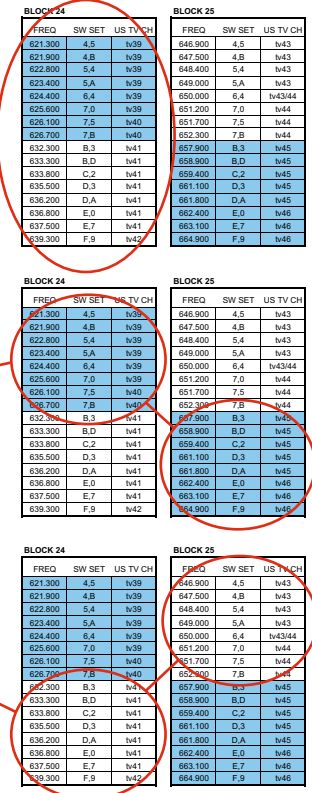 BLOCK 24 BLOCK 25
FREQ SW SET US TV CH FREQ SW SET US TV CH
621.300 4,5 tv39 646.900 4,5 tv43
621.900 4,B tv39 647.500 4,B tv43
622.800 5,4 tv39 648.400 5,4 tv43
623.400 5,A tv39 649.000 5,A tv43
624.400 6,4 tv39 650.000 6,4 tv43/44
625.600 7,0 tv39 651.200 7,0 tv44
626.100 7,5 tv40 651.700 7,5 tv44
626.700 7,B tv40 652.300 7,B tv44
632.300 B,3 tv41 657.900 B,3 tv45
633.300 B,D tv41 658.900 B,D tv45
633.800 C,2 tv41 659.400 C,2 tv45
635.500 D,3 tv41 661.100 D,3 tv45
636.200 D,A tv41 661.800 D,A tv45
636.800 E,0 tv41 662.400 E,0 tv46
637.500 E,7 tv41 663.100 E,7 tv46
639.300 F,9 tv42 664.900 F,9 tv46
BLOCK 24 BLOCK 25
FREQ SW SET US TV CH FREQ SW SET US TV CH
621.300 4,5 tv39 646.900 4,5 tv43
621.900 4,B tv39 647.500 4,B tv43
622.800 5,4 tv39 648.400 5,4 tv43
623.400 5,A tv39 649.000 5,A tv43
624.400 6,4 tv39 650.000 6,4 tv43/44
625.600 7,0 tv39 651.200 7,0 tv44
626.100 7,5 tv40 651.700 7,5 tv44
626.700 7,B tv40 652.300 7,B tv44
632.300 B,3 tv41 657.900 B,3 tv45
633.300 B,D tv41 658.900 B,D tv45
633.800 C,2 tv41 659.400 C,2 tv45
635.500 D,3 tv41 661.100 D,3 tv45
636.200 D,A tv41 661.800 D,A tv45
636.800 E,0 tv41 662.400 E,0 tv46
637.500 E,7 tv41 663.100 E,7 tv46
639.300 F,9 tv42 664.900 F,9 tv46
BLOCK 24 BLOCK 25
FREQ SW SET US TV CH FREQ SW SET US TV CH
621.300 4,5 tv39 646.900 4,5 tv43
621.900 4,B tv39 647.500 4,B tv43
622.800 5,4 tv39 648.400 5,4 tv43
623.400 5,A tv39 649.000 5,A tv43
624.400 6,4 tv39 650.000 6,4 tv43/44
625.600 7,0 tv39 651.200 7,0 tv44
626.100 7,5 tv40 651.700 7,5 tv44
626.700 7,B tv40 652.300 7,B tv44
632.300 B,3 tv41 657.900 B,3 tv45
633.300 B,D tv41 658.900 B,D tv45
633.800 C,2 tv41 659.400 C,2 tv45
635.500 D,3 tv41 661.100 D,3 tv45
636.200 D,A tv41 661.800 D,A tv45
636.800 E,0 tv41 662.400 E,0 tv46
637.500 E,7 tv41 663.100 E,7 tv46
639.300 F,9 tv42 664.900 F,9 tv46